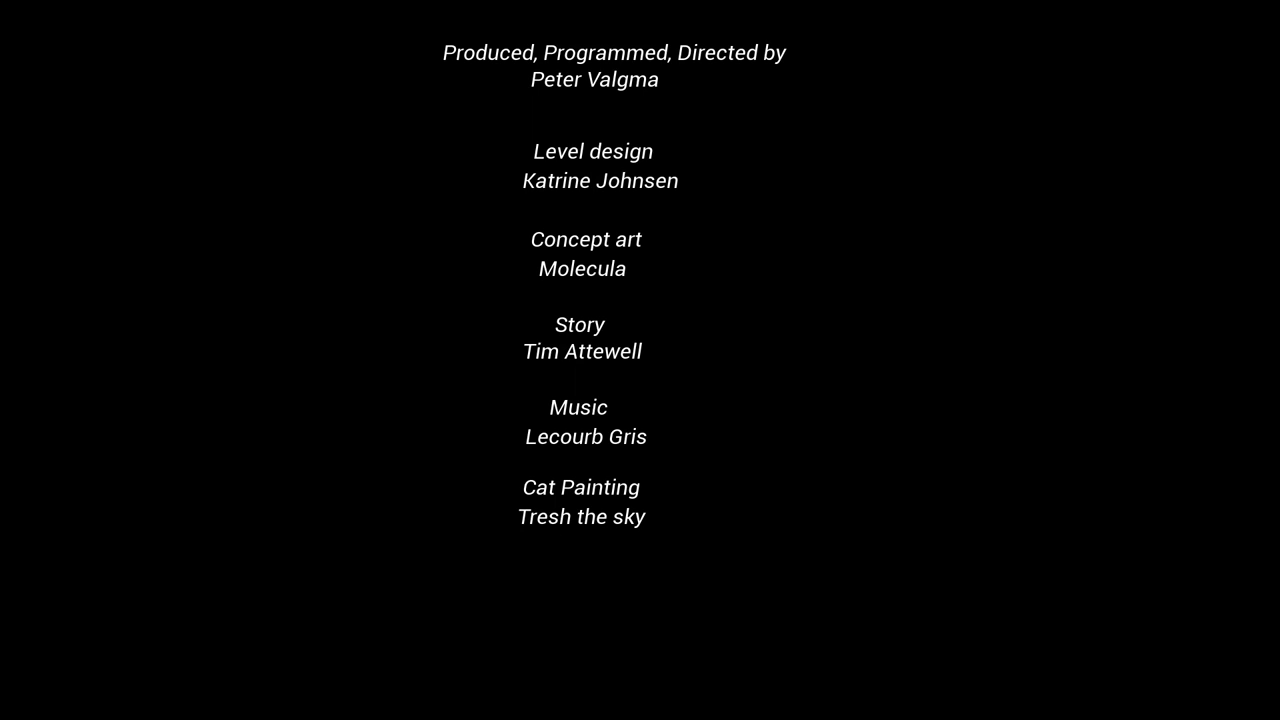 Produced, Programmed, Directed by
Peter Valgma
Level design
Katrine Johnsen
Concept art
Molecula
Story
Tim Attewell
Music
Lecourb Gris
Cat Painting
Tresh the sky